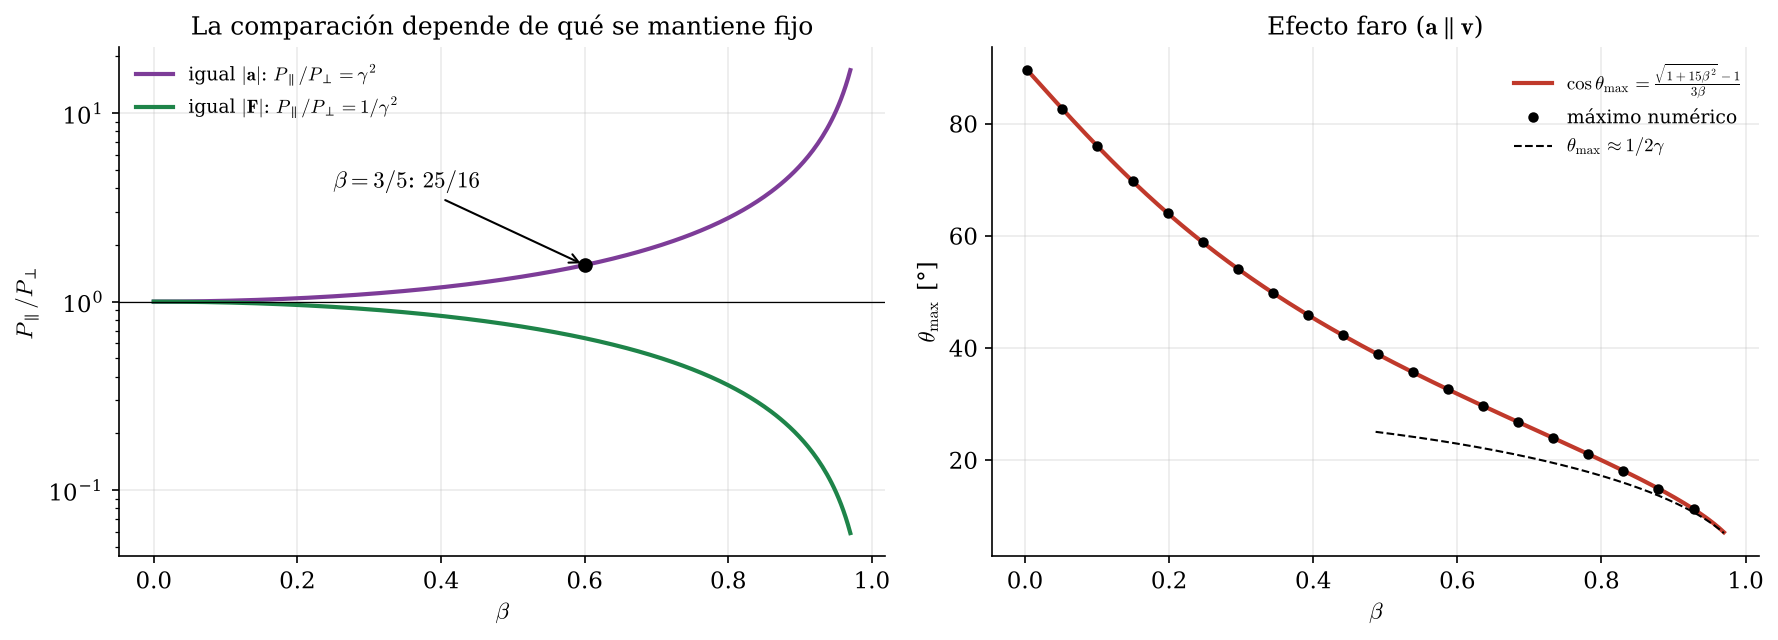 La comparación depende de qué se mantiene fijo
igual |a|: P∥/P⊥ = γ²
igual |F|: P∥/P⊥ = 1/γ²
β = 3/5: 25/16
10¹
10⁰
10⁻¹
P∥/P⊥
0.0 0.2 0.4 0.6 0.8 1.0
β
Efecto faro (a ∥ v)
cos θmax = (√(1+15β²) − 1)/(3β)
máximo numérico
θmax ≈ 1/2γ
80
60
40
20
θmax [°]
0.0 0.2 0.4 0.6 0.8 1.0
β